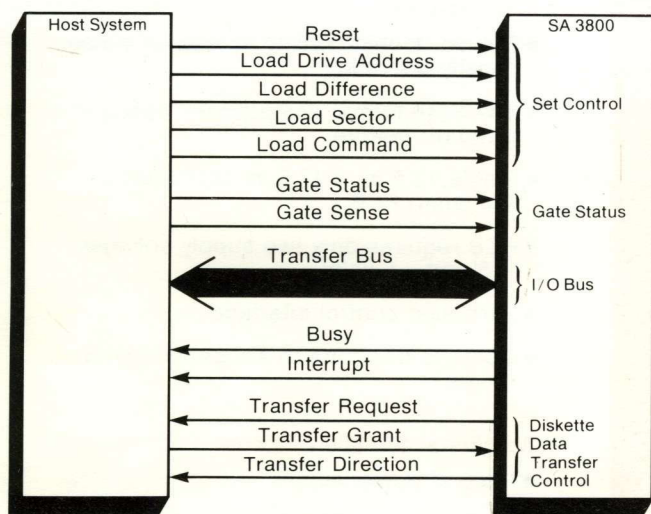 Host System
SA 3800
Reset
Load Drive Address
Load Difference
Load Sector
Load Command
Set Control
Gate Status
Gate Sense
Gate Status
Transfer Bus
I/O Bus
Busy
Interrupt
Transfer Request
Transfer Grant
Transfer Direction
Diskette
Data
Transfer
Control